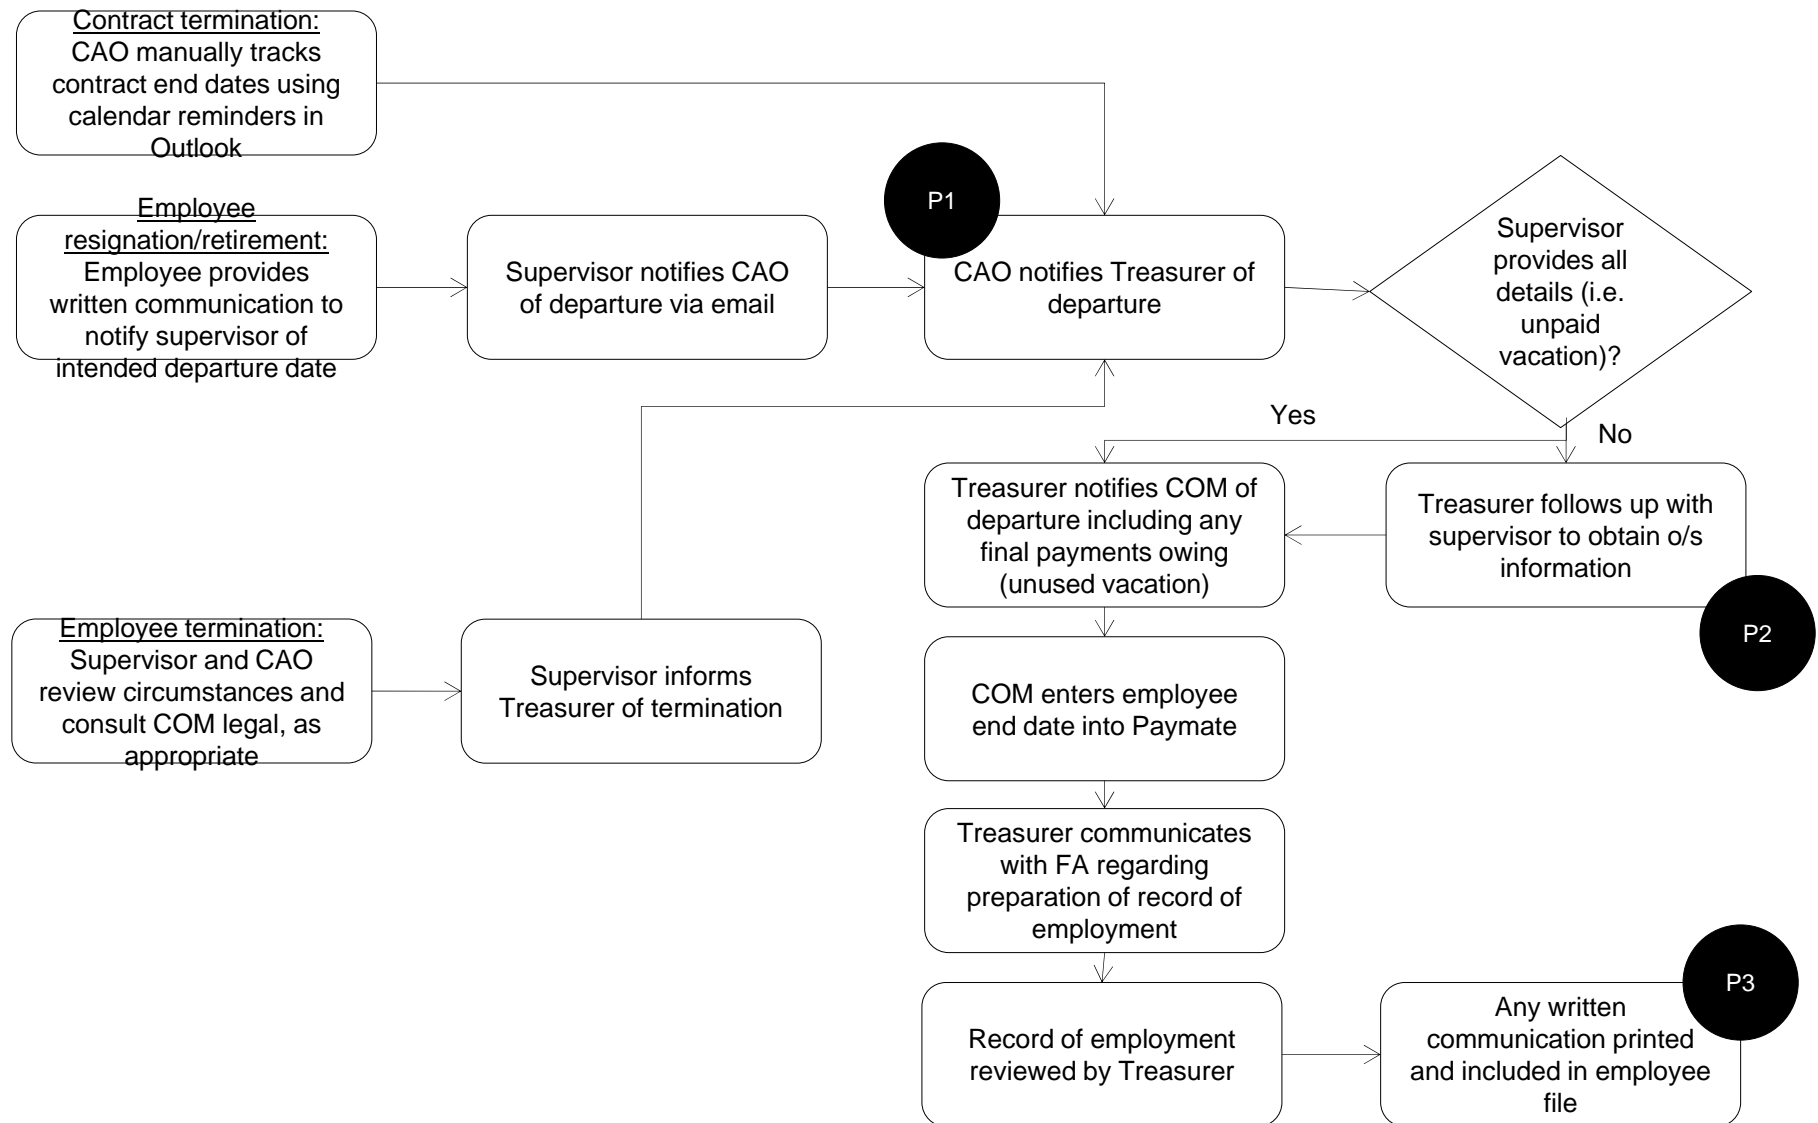 Contract termination:
CAO manually tracks
contract end dates using
calendar reminders in
Outlook
Employee
resignation/retirement:
Employee provides
written communication to
notify supervisor of
intended departure date
Supervisor notifies CAO
of departure via email
P1
CAO notifies Treasurer of
departure
Supervisor
provides all
details (i.e.
unpaid
vacation)?
Yes
No
Treasurer notifies COM of
departure including any
final payments owing
(unused vacation)
Treasurer follows up with
supervisor to obtain o/s
information
P2
Employee termination:
Supervisor and CAO
review circumstances and
consult COM legal, as
appropriate
Supervisor informs
Treasurer of termination
COM enters employee
end date into Paymate
Treasurer communicates
with FA regarding
preparation of record of
employment
Record of employment
reviewed by Treasurer
P3
Any written
communication printed
and included in employee
file